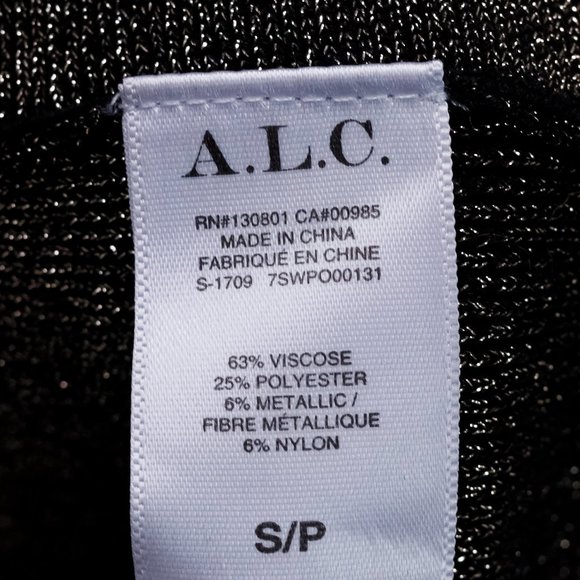 A.L.C.
RN#130801 CA#00985
MADE IN CHINA
FABRIQUÉ EN CHINE
S-1709 7SWPO00131
63% VISCOSE
25% POLYESTER
6% METALLIC /
FIBRE MÉTALLIQUE
6% NYLON
S/P